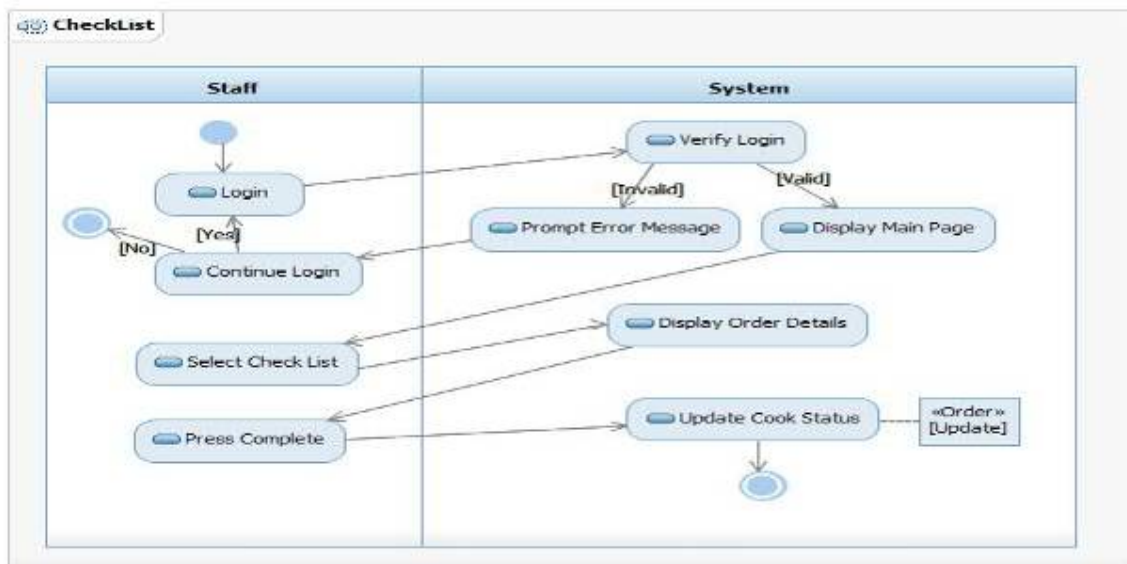 CheckList
Staff
System
Verify Login
Login
[Invalid]
[Valid]
Prompt Error Message
Display Main Page
[No]
[Yes]
Continue Login
Display Order Details
Select Check List
Press Complete
Update Cook Status
«Order»
[Update]